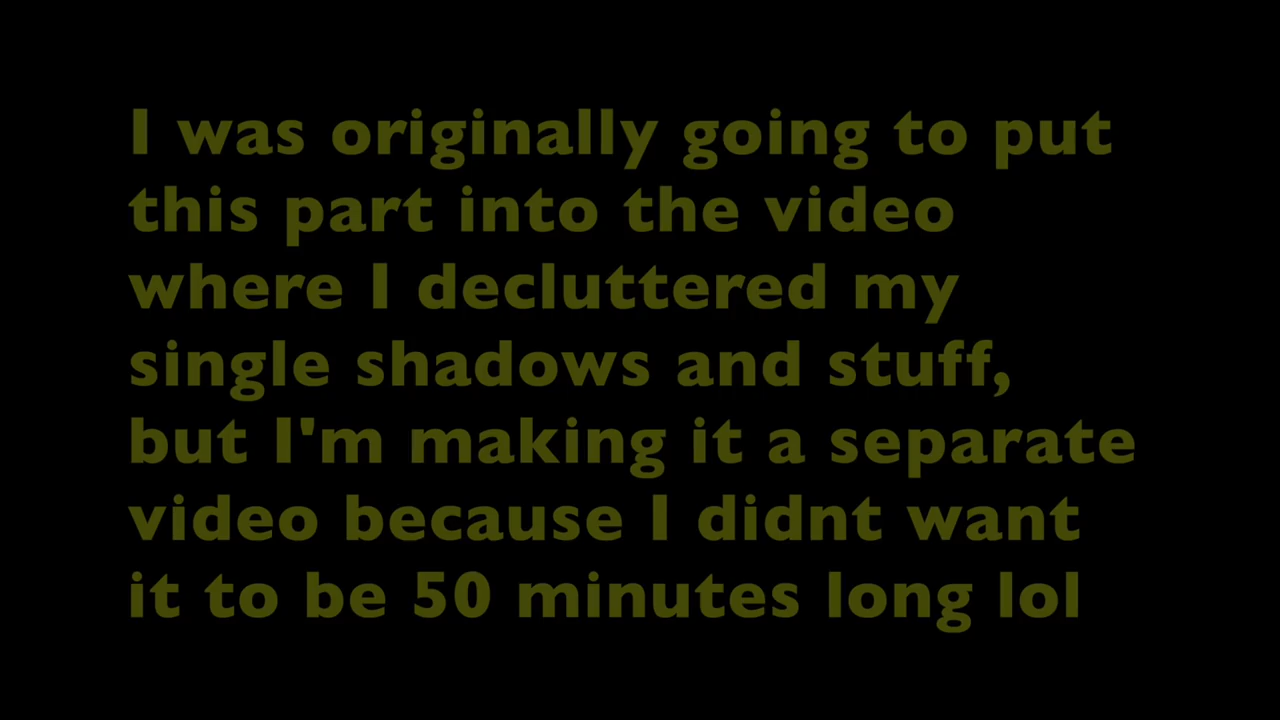 I was originally going to put
this part into the video
where I decluttered my
single shadows and stuff,
but I'm making it a separate
video because I didnt want
it to be 50 minutes long lol